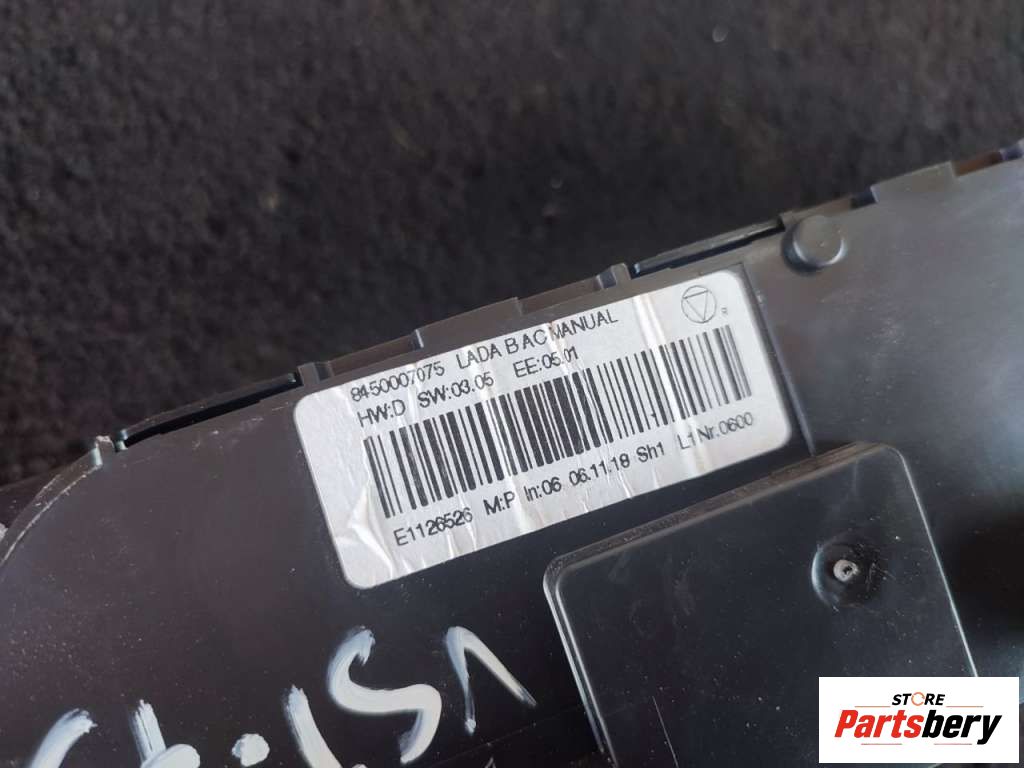 8450007075 LADA B AC MANUAL
HW:D SW:03.05 EE:05.01
E1126526 M:P In:06 06.11.18 Sh1 L1 Nr.0600
R
STORE
Partsbery